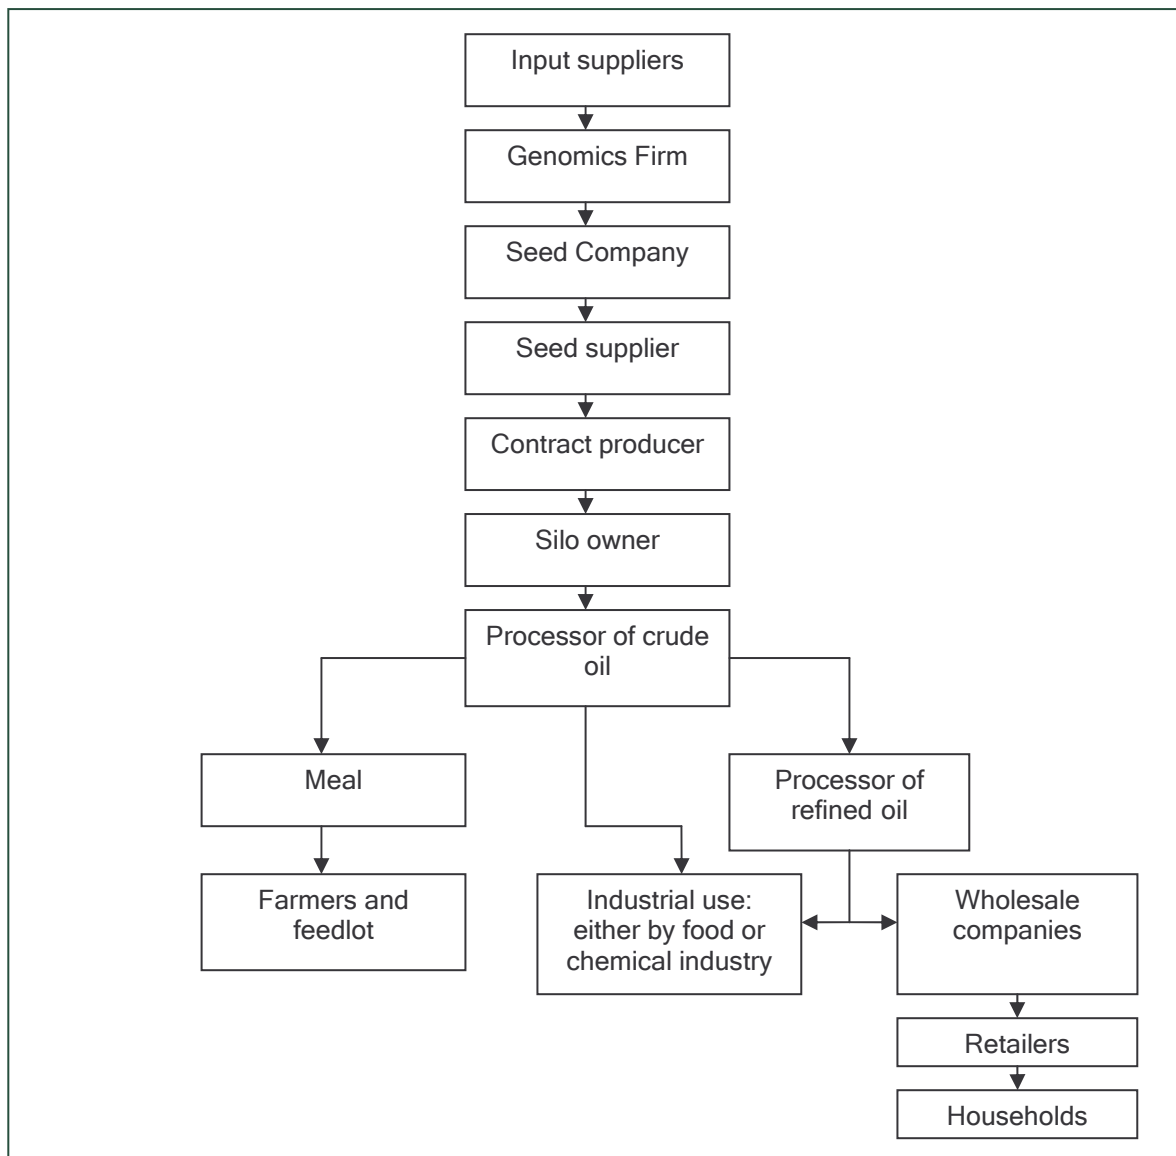 Input suppliers
Genomics Firm
Seed Company
Seed supplier
Contract producer
Silo owner
Processor of crude
oil
Meal
Processor of
refined oil
Farmers and
feedlot
Industrial use:
either by food or
chemical industry
Wholesale
companies
Retailers
Households